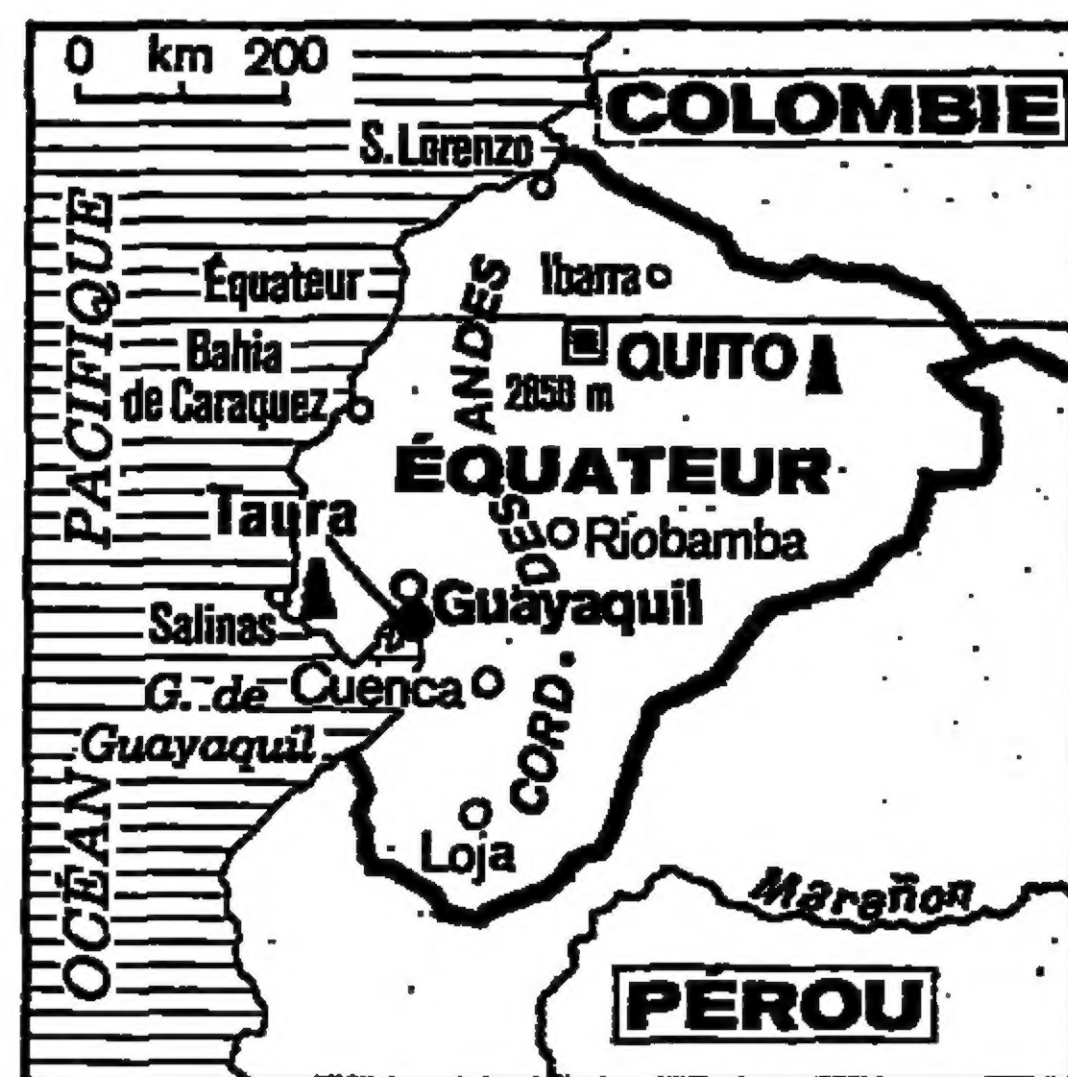 0 km 200
COLOMBIE
S. Lorenzo
PACIFIQUE
Équateur
ANDES
Ibarra
QUITO
2858 m
Bahia
de Caraquez
ÉQUATEUR
Taura
DES
Riobamba
Salinas
Guayaquil
G. de
Guayaquil
Cuenca
CORD.
OCÉAN
Loja
Marañon
PÉROU